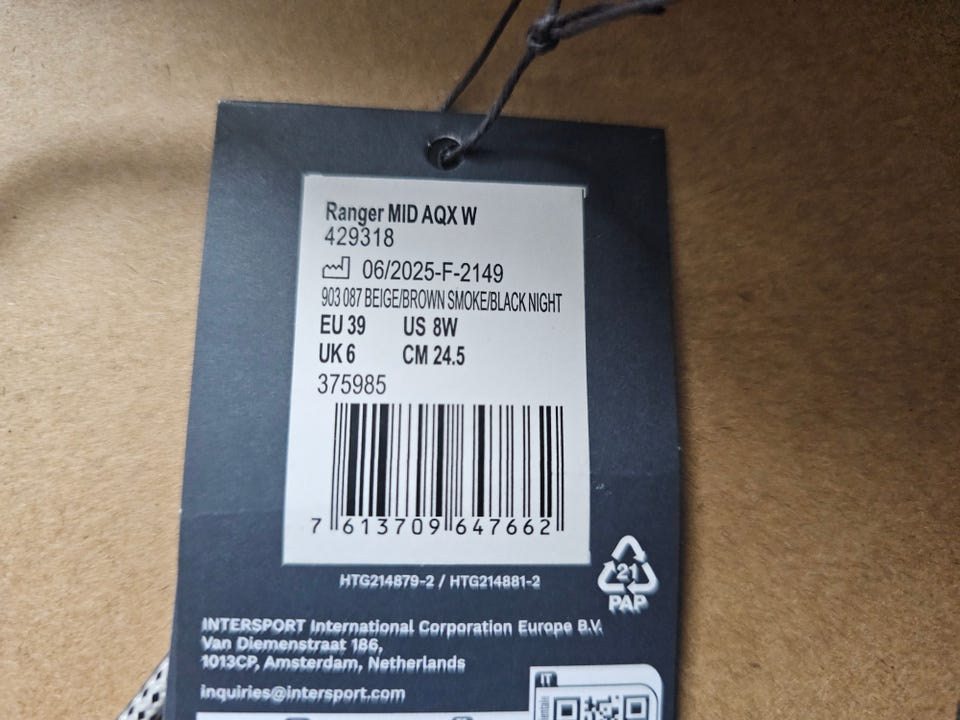 Ranger MID AQX W
429318
06/2025-F-2149
903 087 BEIGE/BROWN SMOKE/BLACK NIGHT
EU 39 US 8W
UK 6 CM 24.5
375985
7 613709 647662
HTG214879-2 / HTG214881-2
21
PAP
INTERSPORT International Corporation Europe B.V.
Van Diemenstraat 186,
1013CP, Amsterdam, Netherlands
inquiries@intersport.com
IT